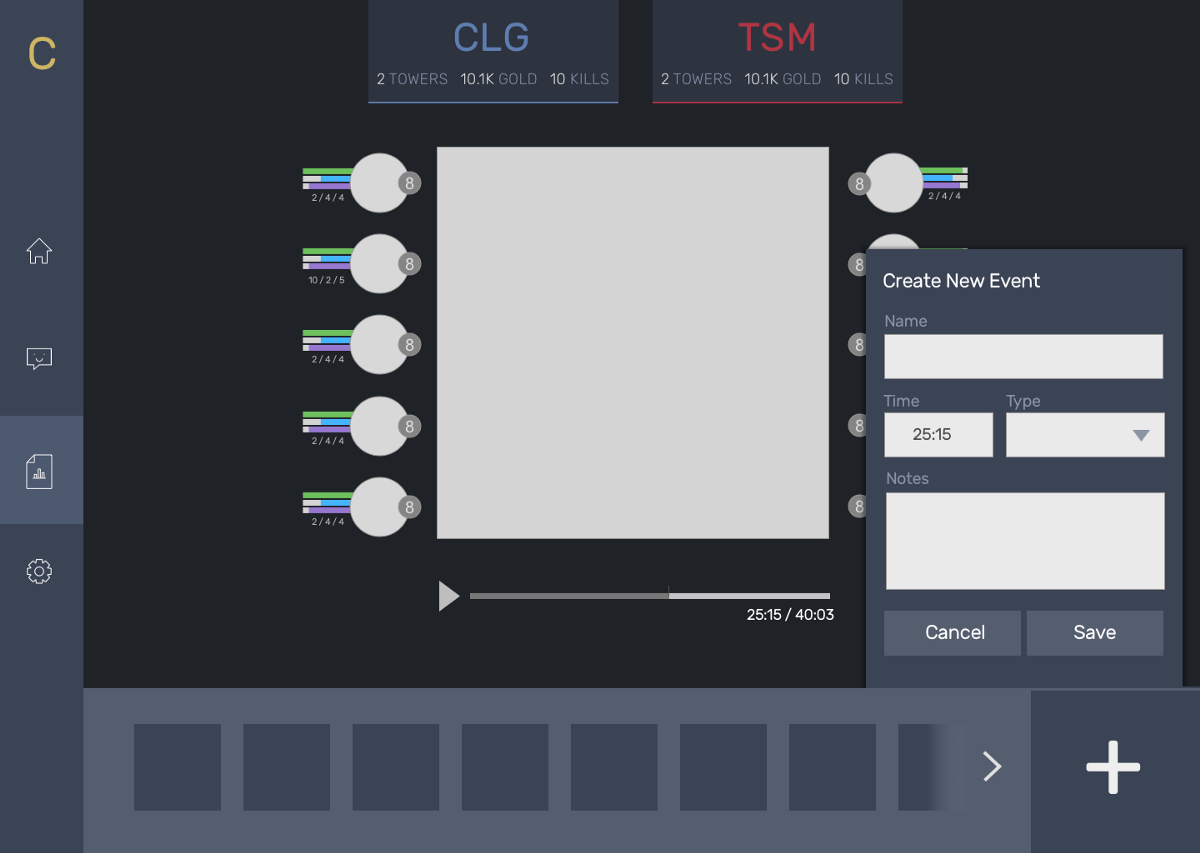 C
CLG
2 TOWERS 10.1K GOLD 10 KILLS
TSM
2 TOWERS 10.1K GOLD 10 KILLS
8
2/4/4
8
10/2/5
8
2/4/4
8
2/4/4
8
2/4/4
8
2/4/4
8
8
8
8
25:15 / 40:03
Create New Event
Name
Time Type
25:15
Notes
Cancel Save